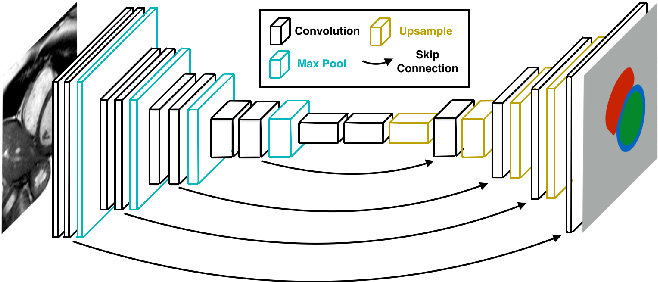 Convolution
Upsample
Max Pool
Skip
Connection